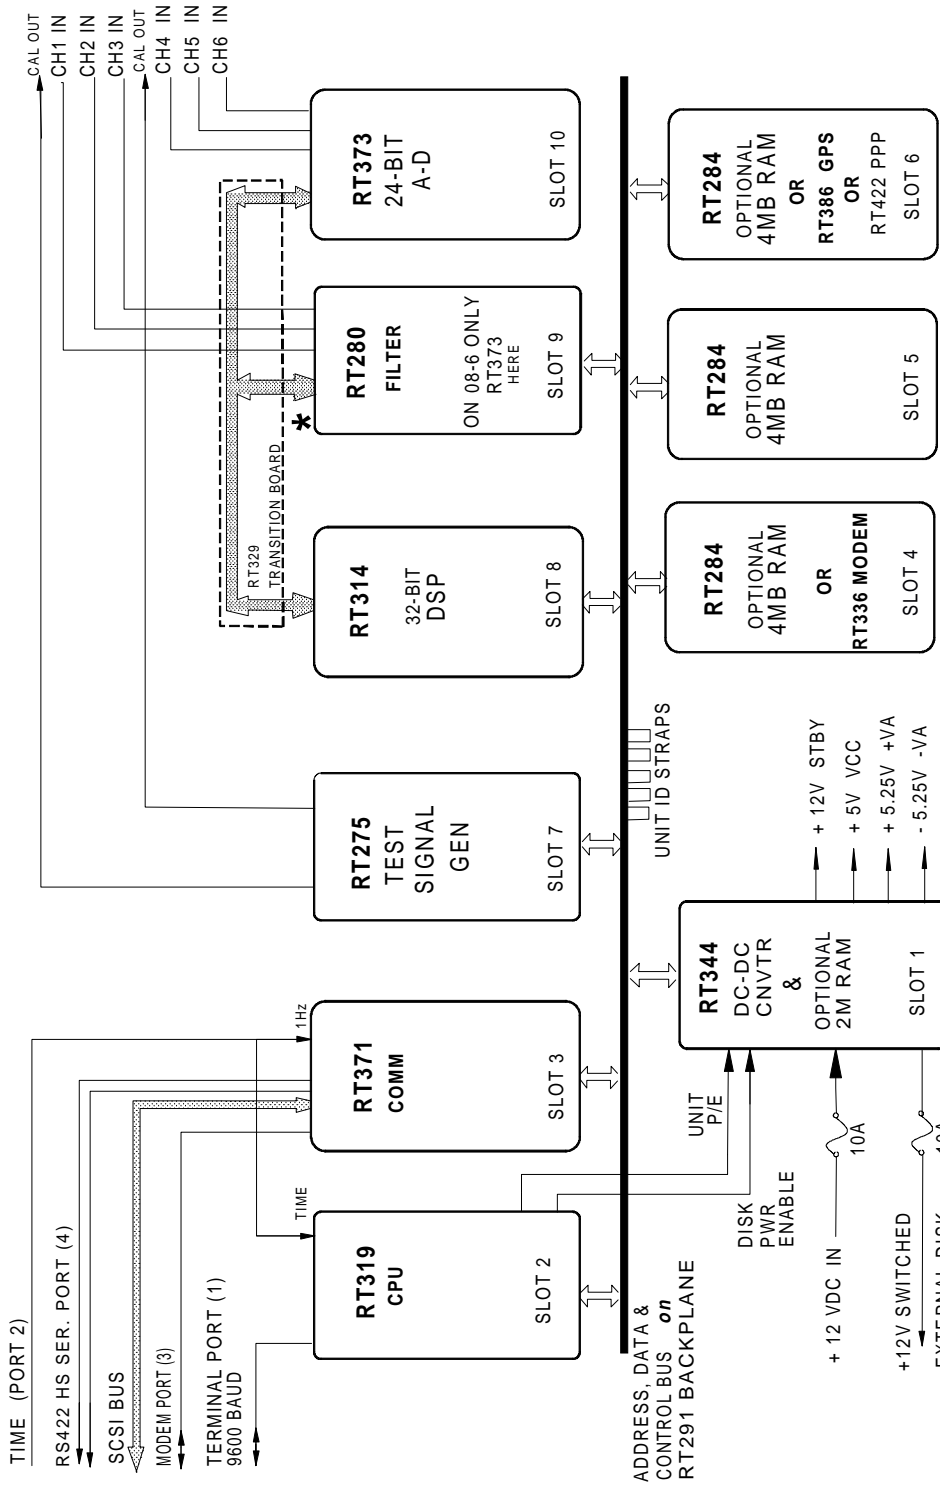 TIME (PORT 2)
RS422 HS SER. PORT (4)
SCSI BUS
MODEM PORT (3)
TERMINAL PORT (1)
9600 BAUD
TIME
1Hz
CAL OUT
CH1 IN
CH2 IN
CH3 IN
CAL OUT
CH4 IN
CH5 IN
CH6 IN
RT329
TRANSITION BOARD
RT319
CPU
SLOT 2
RT371
COMM
SLOT 3
RT275
TEST
SIGNAL
GEN
SLOT 7
RT314
32-BIT
DSP
SLOT 8
*
RT280
FILTER
ON 08-6 ONLY
RT373
HERE
SLOT 9
RT373
24-BIT
A-D
SLOT 10
ADDRESS, DATA &
CONTROL BUS on
RT291 BACKPLANE
UNIT ID STRAPS
DISK
PWR
ENABLE
UNIT
P/E
+ 12 VDC IN
10A
+12V SWITCHED
EXTERNAL DISK
10A
RT344
DC-DC
CNVTR
&
OPTIONAL
2M RAM
SLOT 1
+ 12V STBY
+ 5V VCC
+ 5.25V +VA
- 5.25V -VA
RT284
OPTIONAL
4MB RAM
OR
RT336 MODEM
SLOT 4
RT284
OPTIONAL
4MB RAM
SLOT 5
RT284
OPTIONAL
4MB RAM
OR
RT386 GPS
OR
RT422 PPP
SLOT 6